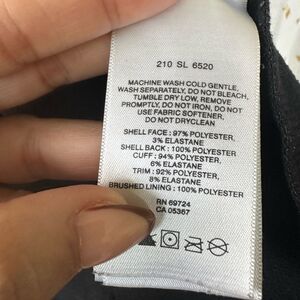 210 SL 6520
MACHINE WASH COLD GENTLE,
WASH SEPARATELY, DO NOT BLEACH,
TUMBLE DRY LOW, REMOVE
PROMPTLY, DO NOT IRON, DO NOT
USE FABRIC SOFTENER,
DO NOT DRYCLEAN
SHELL FACE: 97% POLYESTER,
3% ELASTANE
SHELL BACK: 100% POLYESTER
CUFF: 94% POLYESTER,
6% ELASTANE
TRIM: 92% POLYESTER,
8% ELASTANE
BRUSHED LINING: 100% POLYESTER
RN 69724
CA 05367